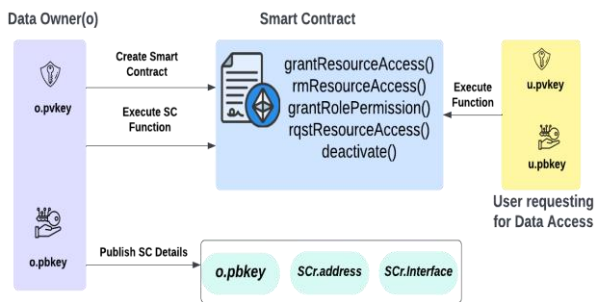 Data Owner(o)
Smart Contract
Create Smart
Contract
o.pvkey
Execute SC
Function
grantResourceAccess()
rmResourceAccess()
grantRolePermission()
rqstResourceAccess()
deactivate()
Execute
Function
u.pvkey
u.pbkey
User requesting
for Data Access
o.pbkey
Publish SC Details
o.pbkey
SCr.address
SCr.Interface